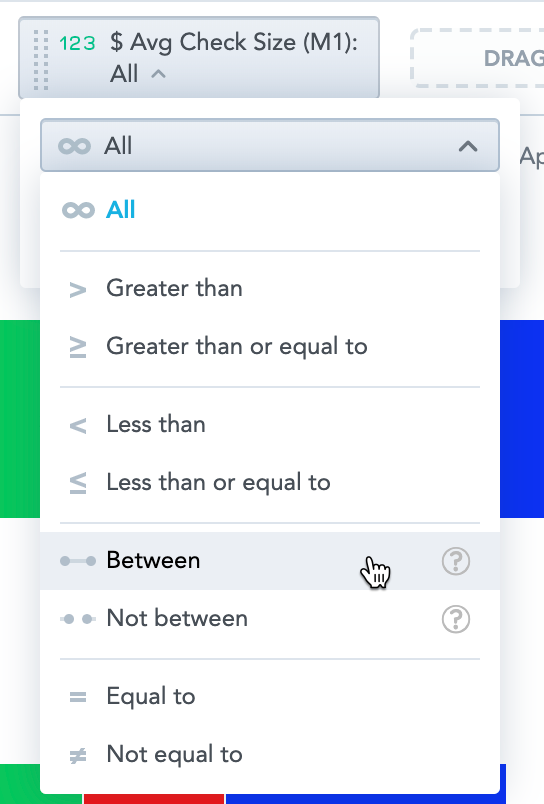 123 $ Avg Check Size (M1):
All
DRAG
All
Ap
All
> Greater than
≥ Greater than or equal to
< Less than
≤ Less than or equal to
Between ?
Not between ?
= Equal to
≠ Not equal to